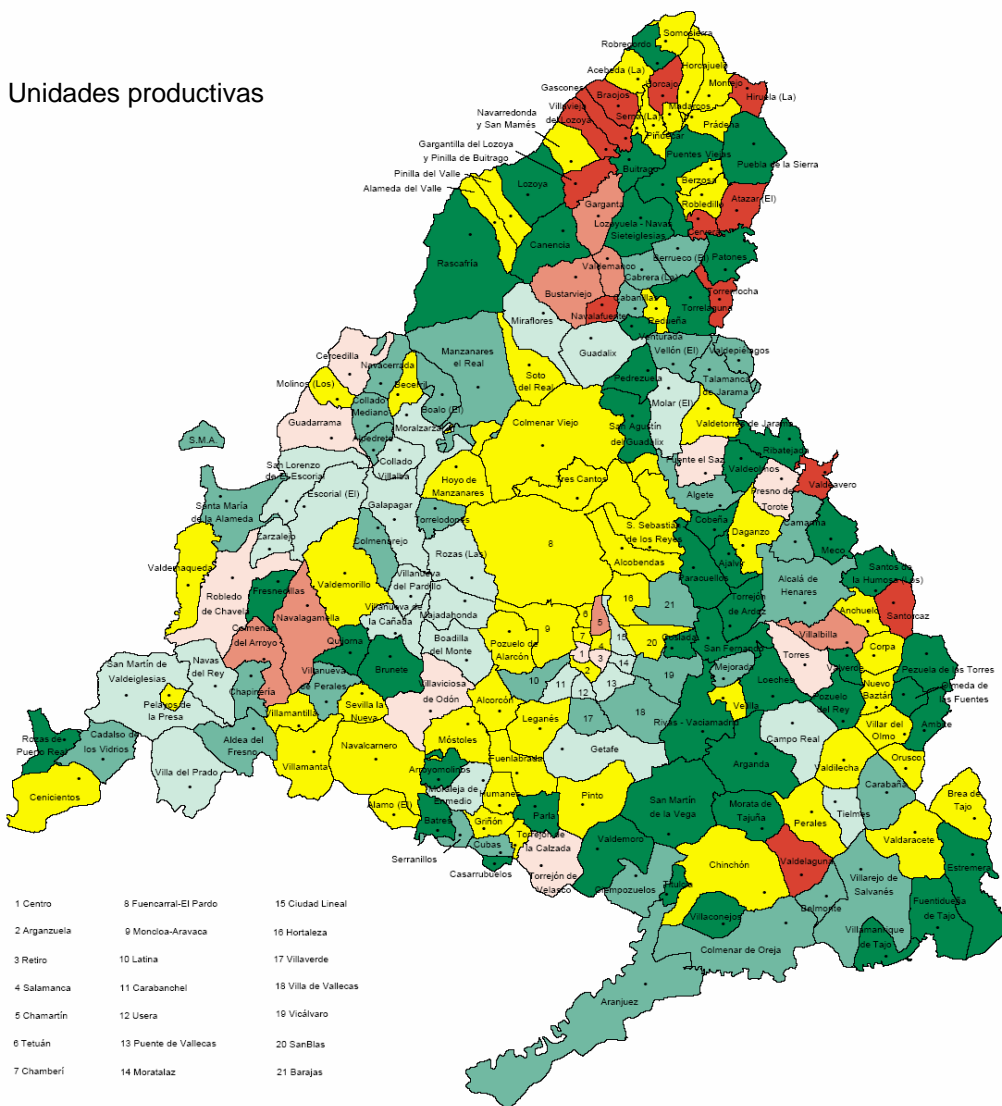 Unidades productivas
Somosierra
Robregordo
Acebeda (La)
Horcajuela
Montejo
Gascones
Braojos
Horcajo
Hiruela (La)
Villavieja
del Lozoya
Madarcos
Serna (La)
Prádena
Navarredonda
y San Mamés
Piñuécar
Gargantilla del Lozoya
y Pinilla de Buitrago
Puentes Viejas
Puebla de la Sierra
Buitrago
Pinilla del Valle
Alameda del Valle
Lozoya
Berzosa
Robledillo
Atazar (El)
Garganta
Lozoyuela - Navas
Sieteiglesias
Cervera
Canencia
Rascafría
Berrueco (El)
Patones
Valdemanco
Cabrera (La)
Bustarviejo
Cabanillas
Torremocha
Torrelaguna
Navalafuente
Redueña
Miraflores
Venturada
Guadalix
Vellón (El)
Valdepiélagos
Cercedilla
Navacerrada
Manzanares
el Real
Soto
del Real
Pedrezuela
Talamanca
de Jarama
Molinos (Los)
Becerril
Collado
Mediano
Boalo (El)
Molar (El)
Guadarrama
Moralzarzal
Colmenar Viejo
San Agustín
del Guadalix
Valdetorres de Jarama
Alpedrete
S.M.A.
Collado
Villalba
Fuente el Saz
Ribatejada
Valdeolmos
San Lorenzo
de El Escorial
Escorial (El)
Hoyo de
Manzanares
Tres Cantos
Valdeavero
Fresno de
Torote
Santa María
de la Alameda
Galapagar
Torrelodones
Algete
Cobeña
Camarma
Daganzo
Meco
Zarzalejo
Colmenarejo
Rozas (Las)
8
S. Sebastián
de los Reyes
Ajalvir
Valdemaqueda
Valdemorillo
Alcobendas
Paracuellos
Alcalá de
Henares
Santos de
la Humosa (Los)
Robledo
de Chavela
Fresnedillas
Villanueva
del Pardillo
Torrejón
de Ardoz
Anchuelo
Santorcaz
Navalagamella
Villanueva de
la Cañada
Majadahonda
16
21
Colmenar
del Arroyo
Quijorna
Boadilla
del Monte
Pozuelo de
Alarcón
9
6
5
7
4
15
20
Coslada
San Fernando
Villalbilla
Corpa
San Martín de
Valdeiglesias
Navas
del Rey
Brunete
1
3
2
14
Torres
Valverde
Pezuela de las Torres
Villanueva
de Perales
Villaviciosa
de Odón
10
11
12
13
19
Mejorada
Loeches
Nuevo
Baztán
Olmeda de
las Fuentes
Chapinería
Pozuelo
del Rey
Pelayos de
la Presa
Villamantilla
Sevilla la
Nueva
Alcorcón
Leganés
17
18
Velilla
Rivas - Vaciamadrid
Villar del
Olmo
Ambite
Rozas de
Puerto Real
Cadalso de
los Vidrios
Aldea del
Fresno
Navalcarnero
Móstoles
Getafe
Campo Real
Orusco
Villa del Prado
Villamanta
Fuenlabrada
Arganda
Valdilecha
Arroyomolinos
Carabaña
Cenicientos
Moraleja de
Enmedio
Humanes
Pinto
San Martín
de la Vega
Morata de
Tajuña
Brea de
Tajo
Alamo (El)
Batres
Griñón
Parla
Perales
Tielmes
Valdaracete
Serranillos
Cubas
Torrejón de
la Calzada
Valdemoro
Casarrubuelos
Torrejón de
Velasco
Chinchón
Valdelaguna
Estremera
Ciempozuelos
Titulcia
Villarejo de
Salvanés
Villaconejos
Belmonte
Fuentidueña
de Tajo
Villamanrique
de Tajo
Colmenar de Oreja
Aranjuez
1 Centro
8 Fuencarral-El Pardo
15 Ciudad Lineal
2 Arganzuela
9 Moncloa-Aravaca
16 Hortaleza
3 Retiro
10 Latina
17 Villaverde
4 Salamanca
11 Carabanchel
18 Villa de Vallecas
5 Chamartín
12 Usera
19 Vicálvaro
6 Tetuán
13 Puente de Vallecas
20 SanBlas
7 Chamberí
14 Moratalaz
21 Barajas